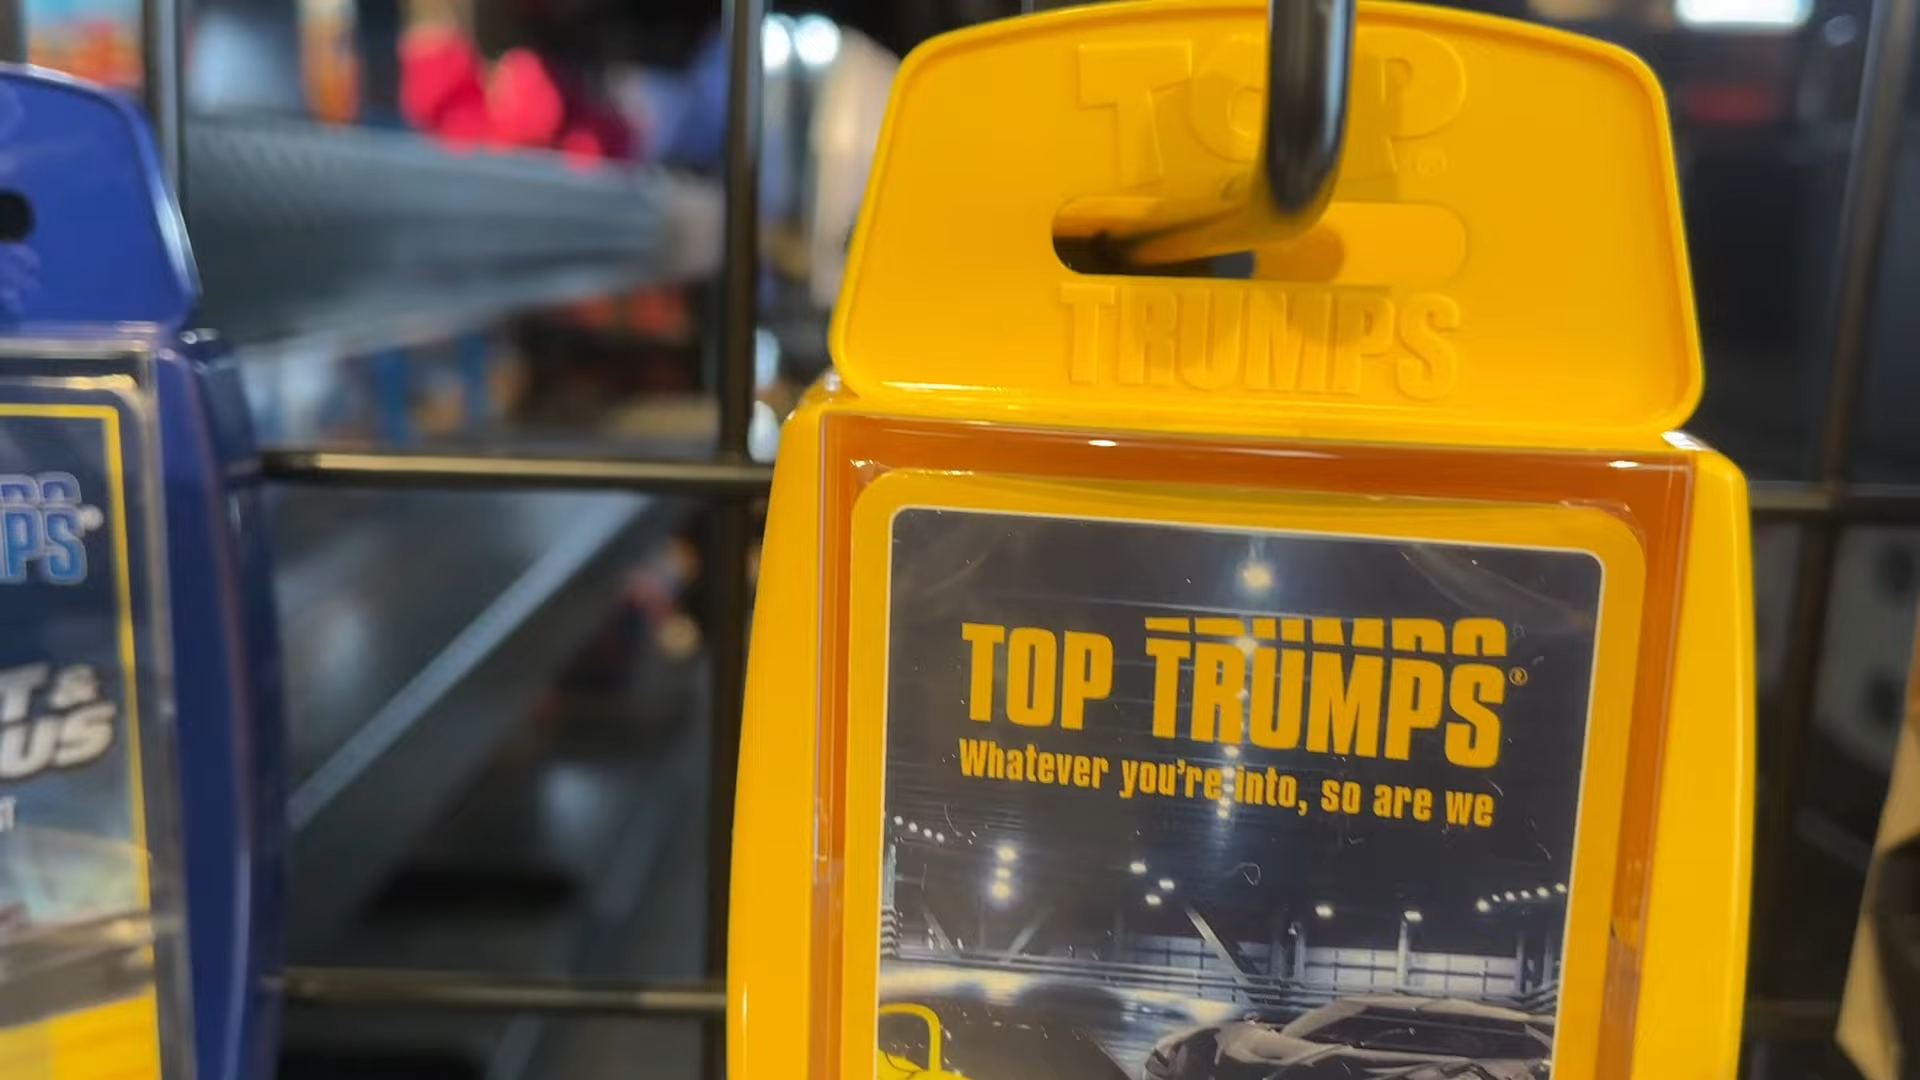 TOP
®
TRUMPS
TOP TRUMPS®
Whatever you're into, so are we